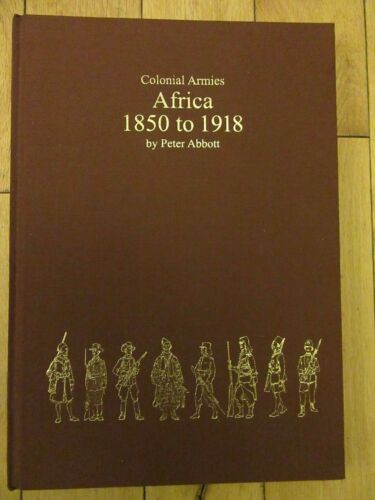 Colonial Armies
Africa
1850 to 1918
by Peter Abbott